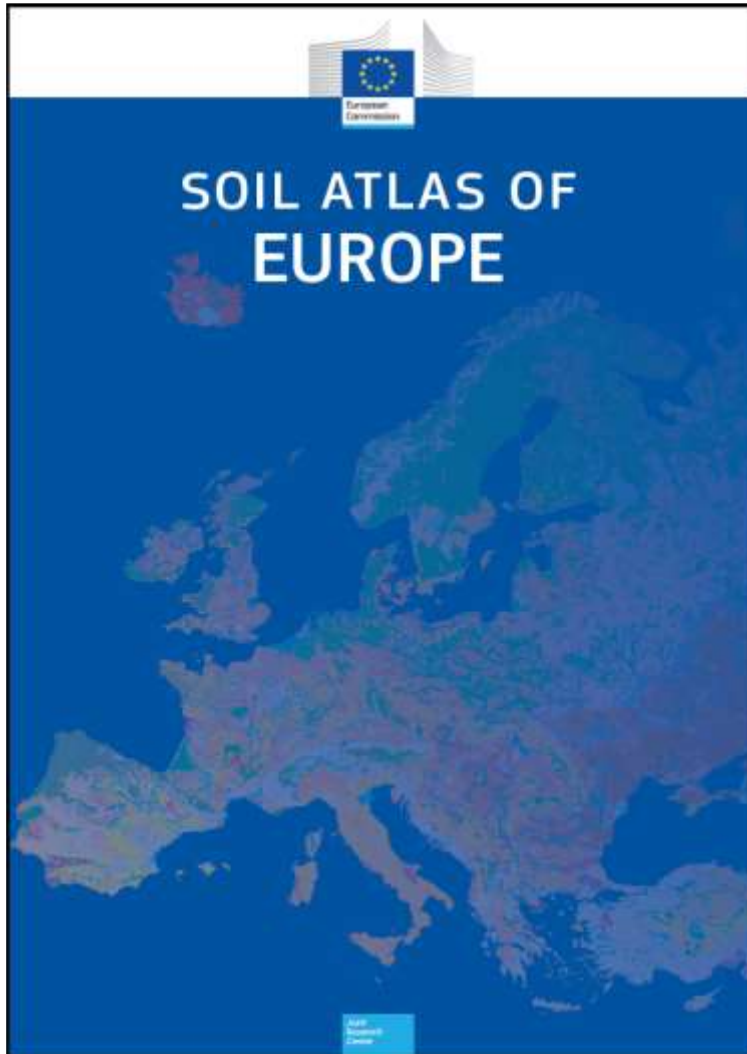 European
Commission
SOIL ATLAS OF
EUROPE
Joint
Research
Centre